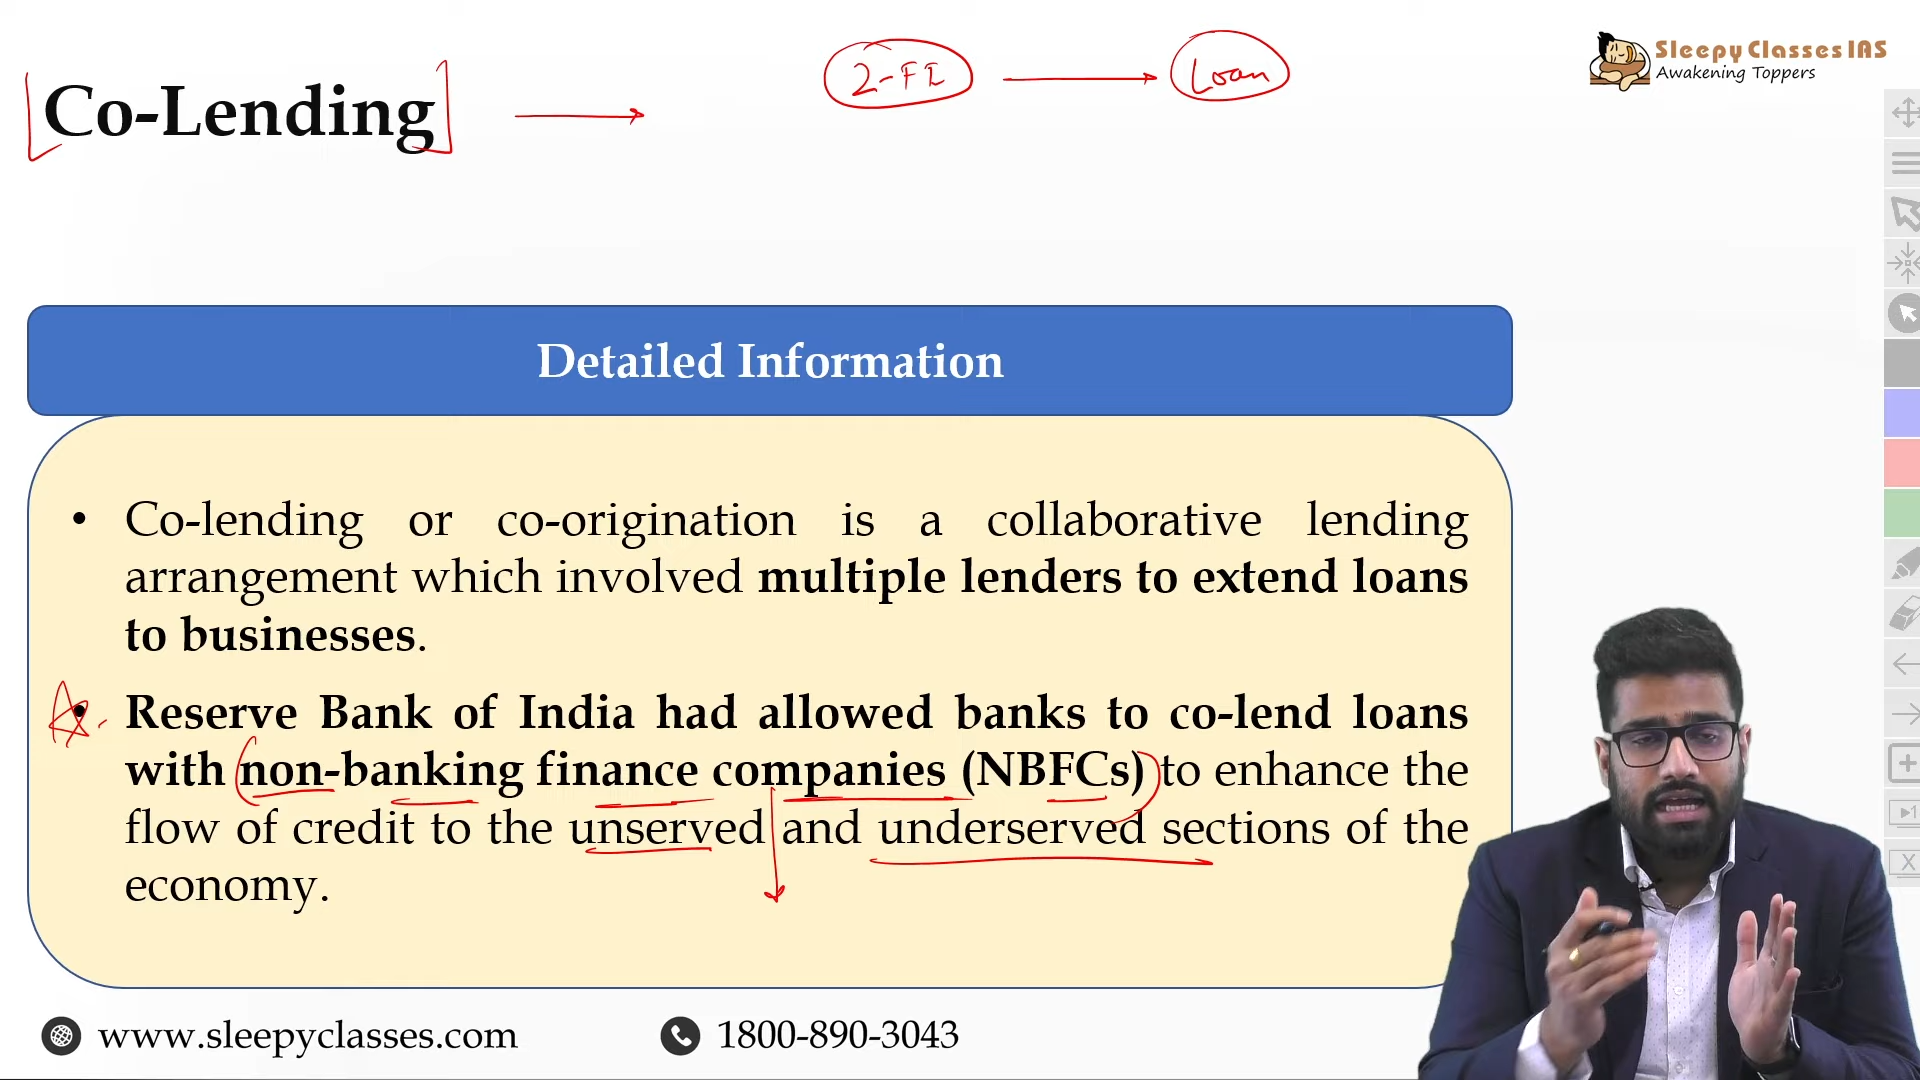 2-FI
Loan
Sleepy Classes IAS
Awakening Toppers
Co-Lending
Detailed Information
• Co-lending or co-origination is a collaborative lending
arrangement which involved multiple lenders to extend loans
to businesses.
• Reserve Bank of India had allowed banks to co-lend loans
with non-banking finance companies (NBFCs) to enhance the
flow of credit to the unserved and underserved sections of the
economy.
www.sleepyclasses.com
1800-890-3043